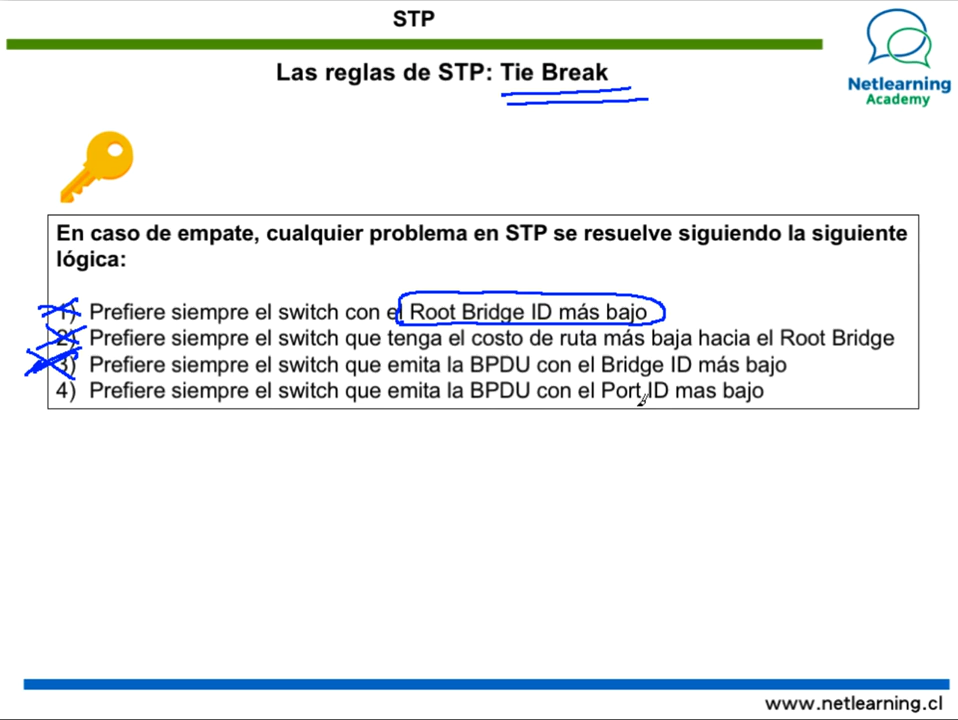 STP
Las reglas de STP: Tie Break
Netlearning
Academy
En caso de empate, cualquier problema en STP se resuelve siguiendo la siguiente
lógica:
1) Prefiere siempre el switch con el Root Bridge ID más bajo
2) Prefiere siempre el switch que tenga el costo de ruta más baja hacia el Root Bridge
3) Prefiere siempre el switch que emita la BPDU con el Bridge ID más bajo
4) Prefiere siempre el switch que emita la BPDU con el Port ID mas bajo
www.netlearning.cl